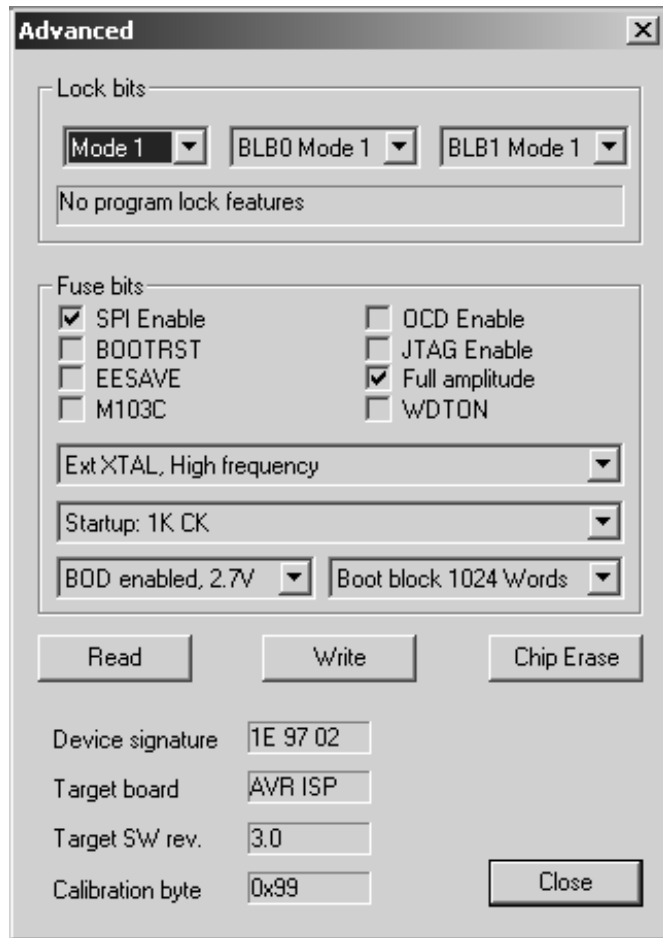 Advanced
Lock bits
Mode 1 BLB0 Mode 1 BLB1 Mode 1
No program lock features
Fuse bits
SPI Enable OCD Enable
BOOTRST JTAG Enable
EESAVE Full amplitude
M103C WDTON
Ext XTAL, High frequency
Startup: 1K CK
BOD enabled, 2.7V Boot block 1024 Words
Read Write Chip Erase
Device signature 1E 97 02
Target board AVR ISP
Target SW rev. 3.0
Calibration byte 0x99
Close